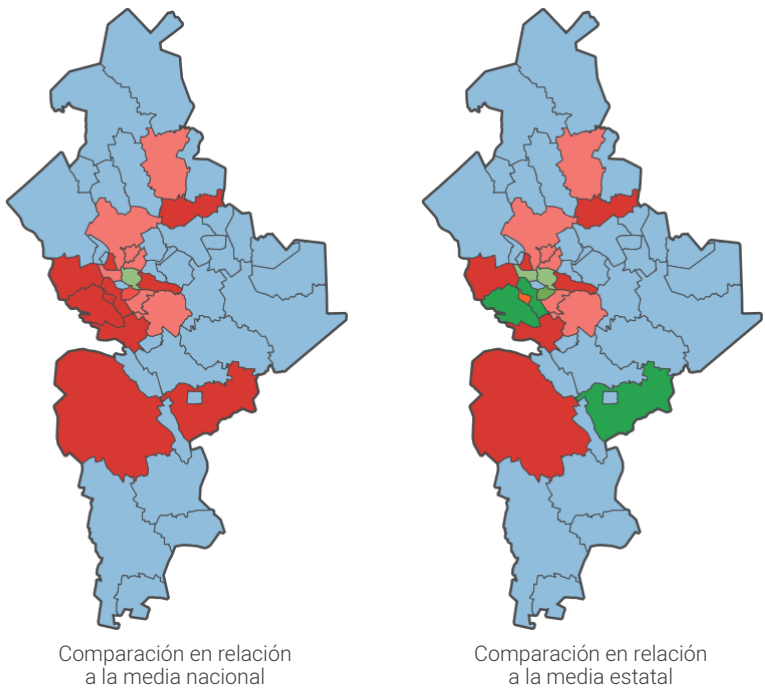 Comparación en relación
a la media nacional
Comparación en relación
a la media estatal